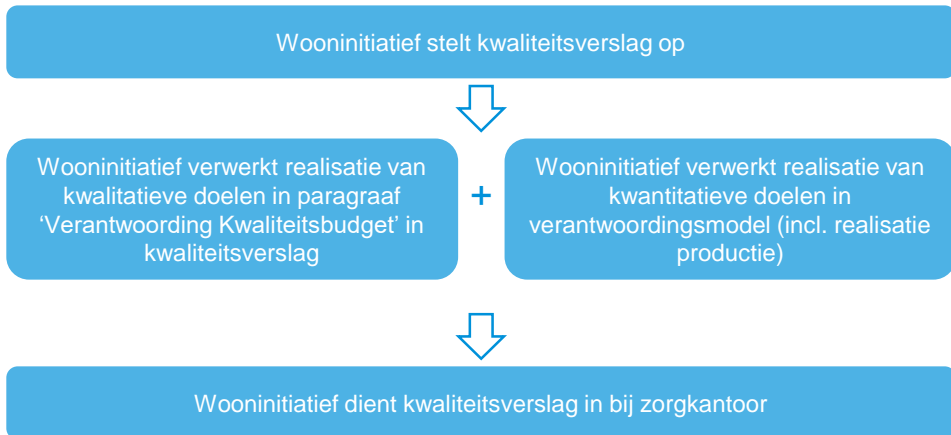 Wooninitiatief stelt kwaliteitsverslag op
Wooninitiatief verwerkt realisatie van
kwalitatieve doelen in paragraaf
‘Verantwoording Kwaliteitsbudget’ in
kwaliteitsverslag
+
Wooninitiatief verwerkt realisatie van
kwantitatieve doelen in
verantwoordingsmodel (incl. realisatie
productie)
Wooninitiatief dient kwaliteitsverslag in bij zorgkantoor